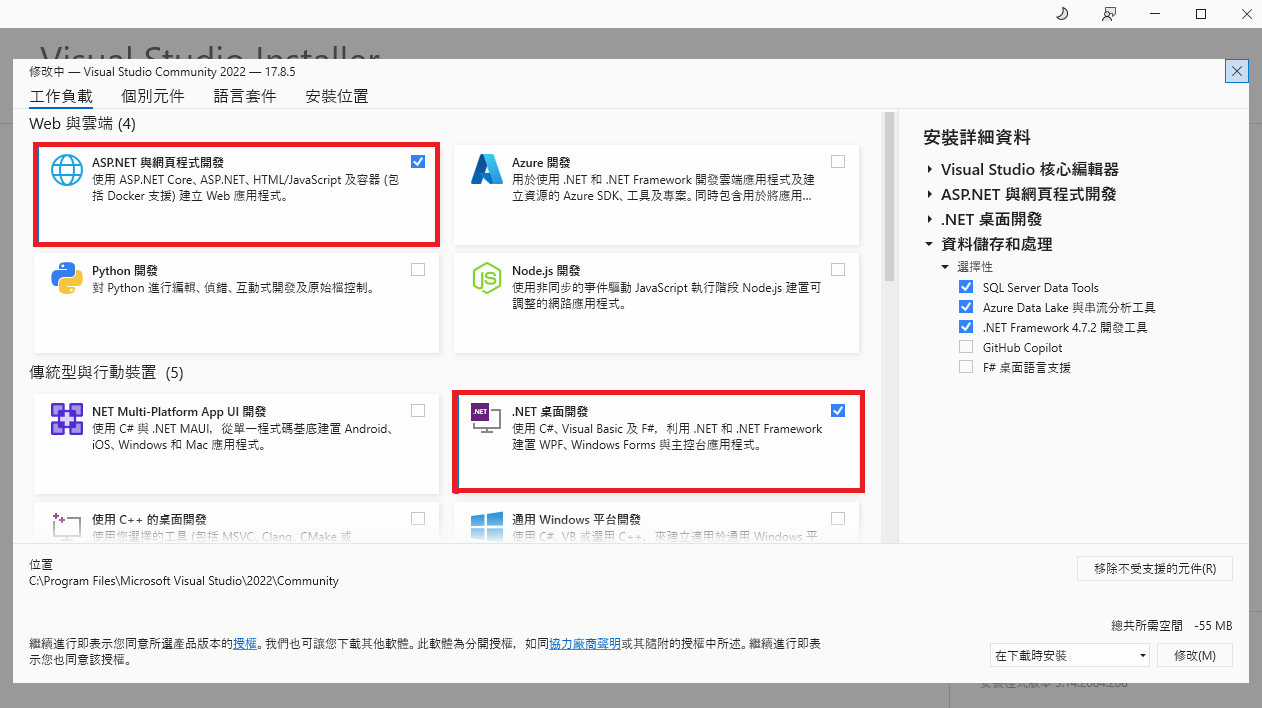 Visual Studio Installer
修改中 — Visual Studio Community 2022 — 17.8.5
工作負載 個別元件 語言套件 安裝位置
Web 與雲端 (4)
ASP.NET 與網頁程式開發
使用 ASP.NET Core、ASP.NET、HTML/JavaScript 及容器 (包
括 Docker 支援) 建立 Web 應用程式。
Azure 開發
用於使用 .NET 和 .NET Framework 開發雲端應用程式及建
立資源的 Azure SDK、工具及專案。同時包含用於將應用...
Python 開發
對 Python 進行編輯、偵錯、互動式開發及原始檔控制。
Node.js 開發
使用非同步的事件驅動 JavaScript 執行階段 Node.js 建置可
調整的網路應用程式。
傳統型與行動裝置 (5)
NET Multi-Platform App UI 開發
使用 C# 與 .NET MAUI，從單一程式碼基底建置 Android、
iOS、Windows 和 Mac 應用程式。
.NET
.NET 桌面開發
使用 C#、Visual Basic 及 F#，利用 .NET 和 .NET Framework
建置 WPF、Windows Forms 與主控台應用程式。
使用 C++ 的桌面開發
使用您選擇的工具 (包括 MSVC, Clang, CMake 或
通用 Windows 平台開發
使用 C#, VB 或選用 C++，來建立適用於通用 Windows 平
安裝詳細資料
Visual Studio 核心編輯器
ASP.NET 與網頁程式開發
.NET 桌面開發
資料儲存和處理
選擇性
SQL Server Data Tools
Azure Data Lake 與串流分析工具
.NET Framework 4.7.2 開發工具
GitHub Copilot
F# 桌面語言支援
位置
C:\Program Files\Microsoft Visual Studio\2022\Community
移除不受支援的元件(R)
繼續進行即表示您同意所選產品版本的授權。我們也可讓您下載其他軟體。此軟體為分開授權，如同協力廠商聲明或其隨附的授權中所述。繼續進行即表
示您也同意該授權。
總共所需空間 -55 MB
在下載時安裝
修改(M)